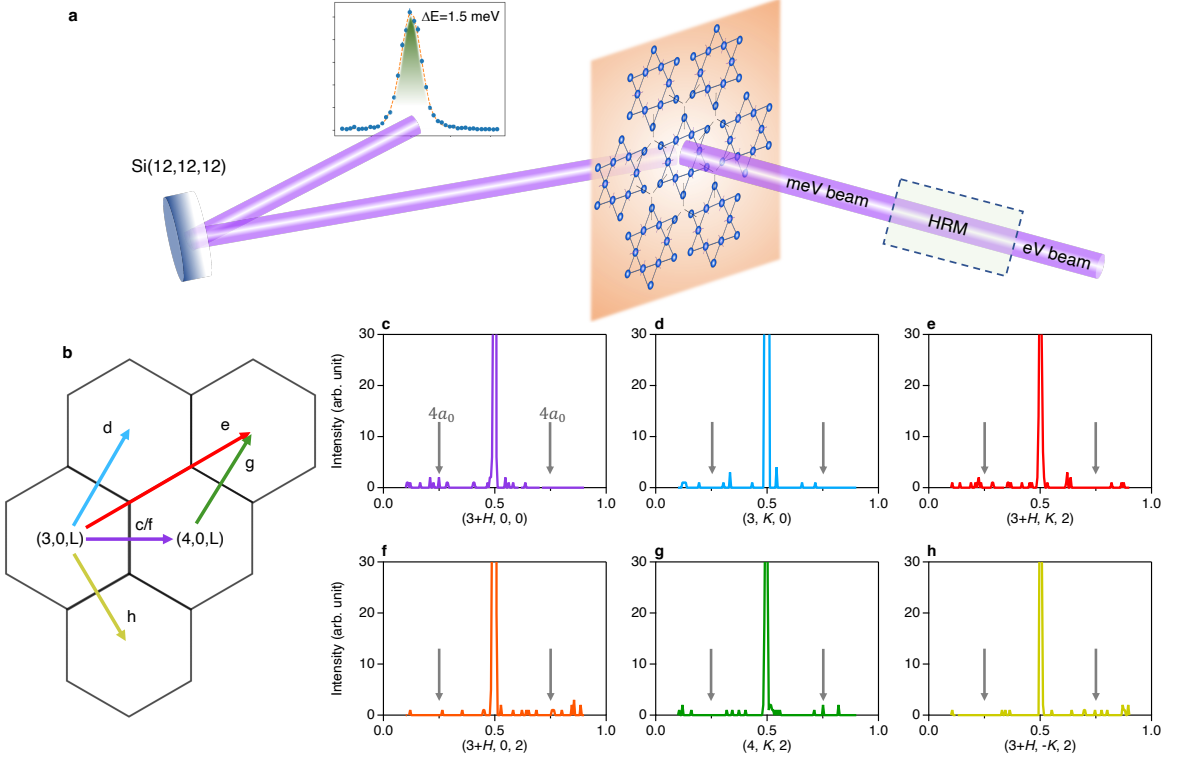 a
ΔE=1.5 meV
Si(12,12,12)
meV beam
HRM
eV beam
b
d
e
g
c/f
(3,0,L)
(4,0,L)
h
c
30
20
10
0
Intensity (arb. unit)
4a₀
4a₀
0.0
0.5
1.0
(3+H, 0, 0)
d
30
20
10
0
0.0
0.5
1.0
(3, K, 0)
e
30
20
10
0
0.0
0.5
1.0
(3+H, K, 2)
f
30
20
10
0
Intensity (arb. unit)
0.0
0.5
1.0
(3+H, 0, 2)
g
30
20
10
0
0.0
0.5
1.0
(4, K, 2)
h
30
20
10
0
0.0
0.5
1.0
(3+H, -K, 2)